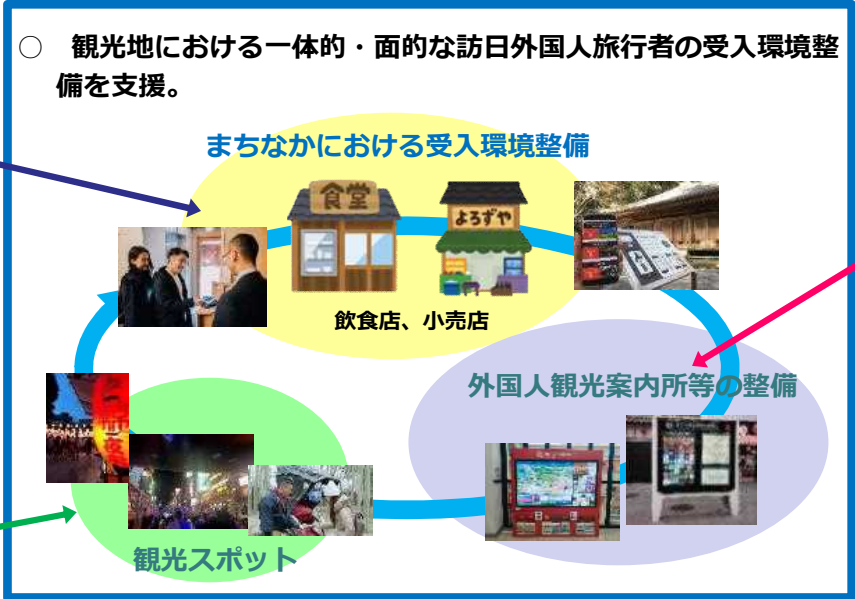 ○ 観光地における一体的・面的な訪日外国人旅行者の受入環境整
備を支援。
まちなかにおける受入環境整備
食堂
よろずや
飲食店、小売店
外国人観光案内所等の整備
観光スポット